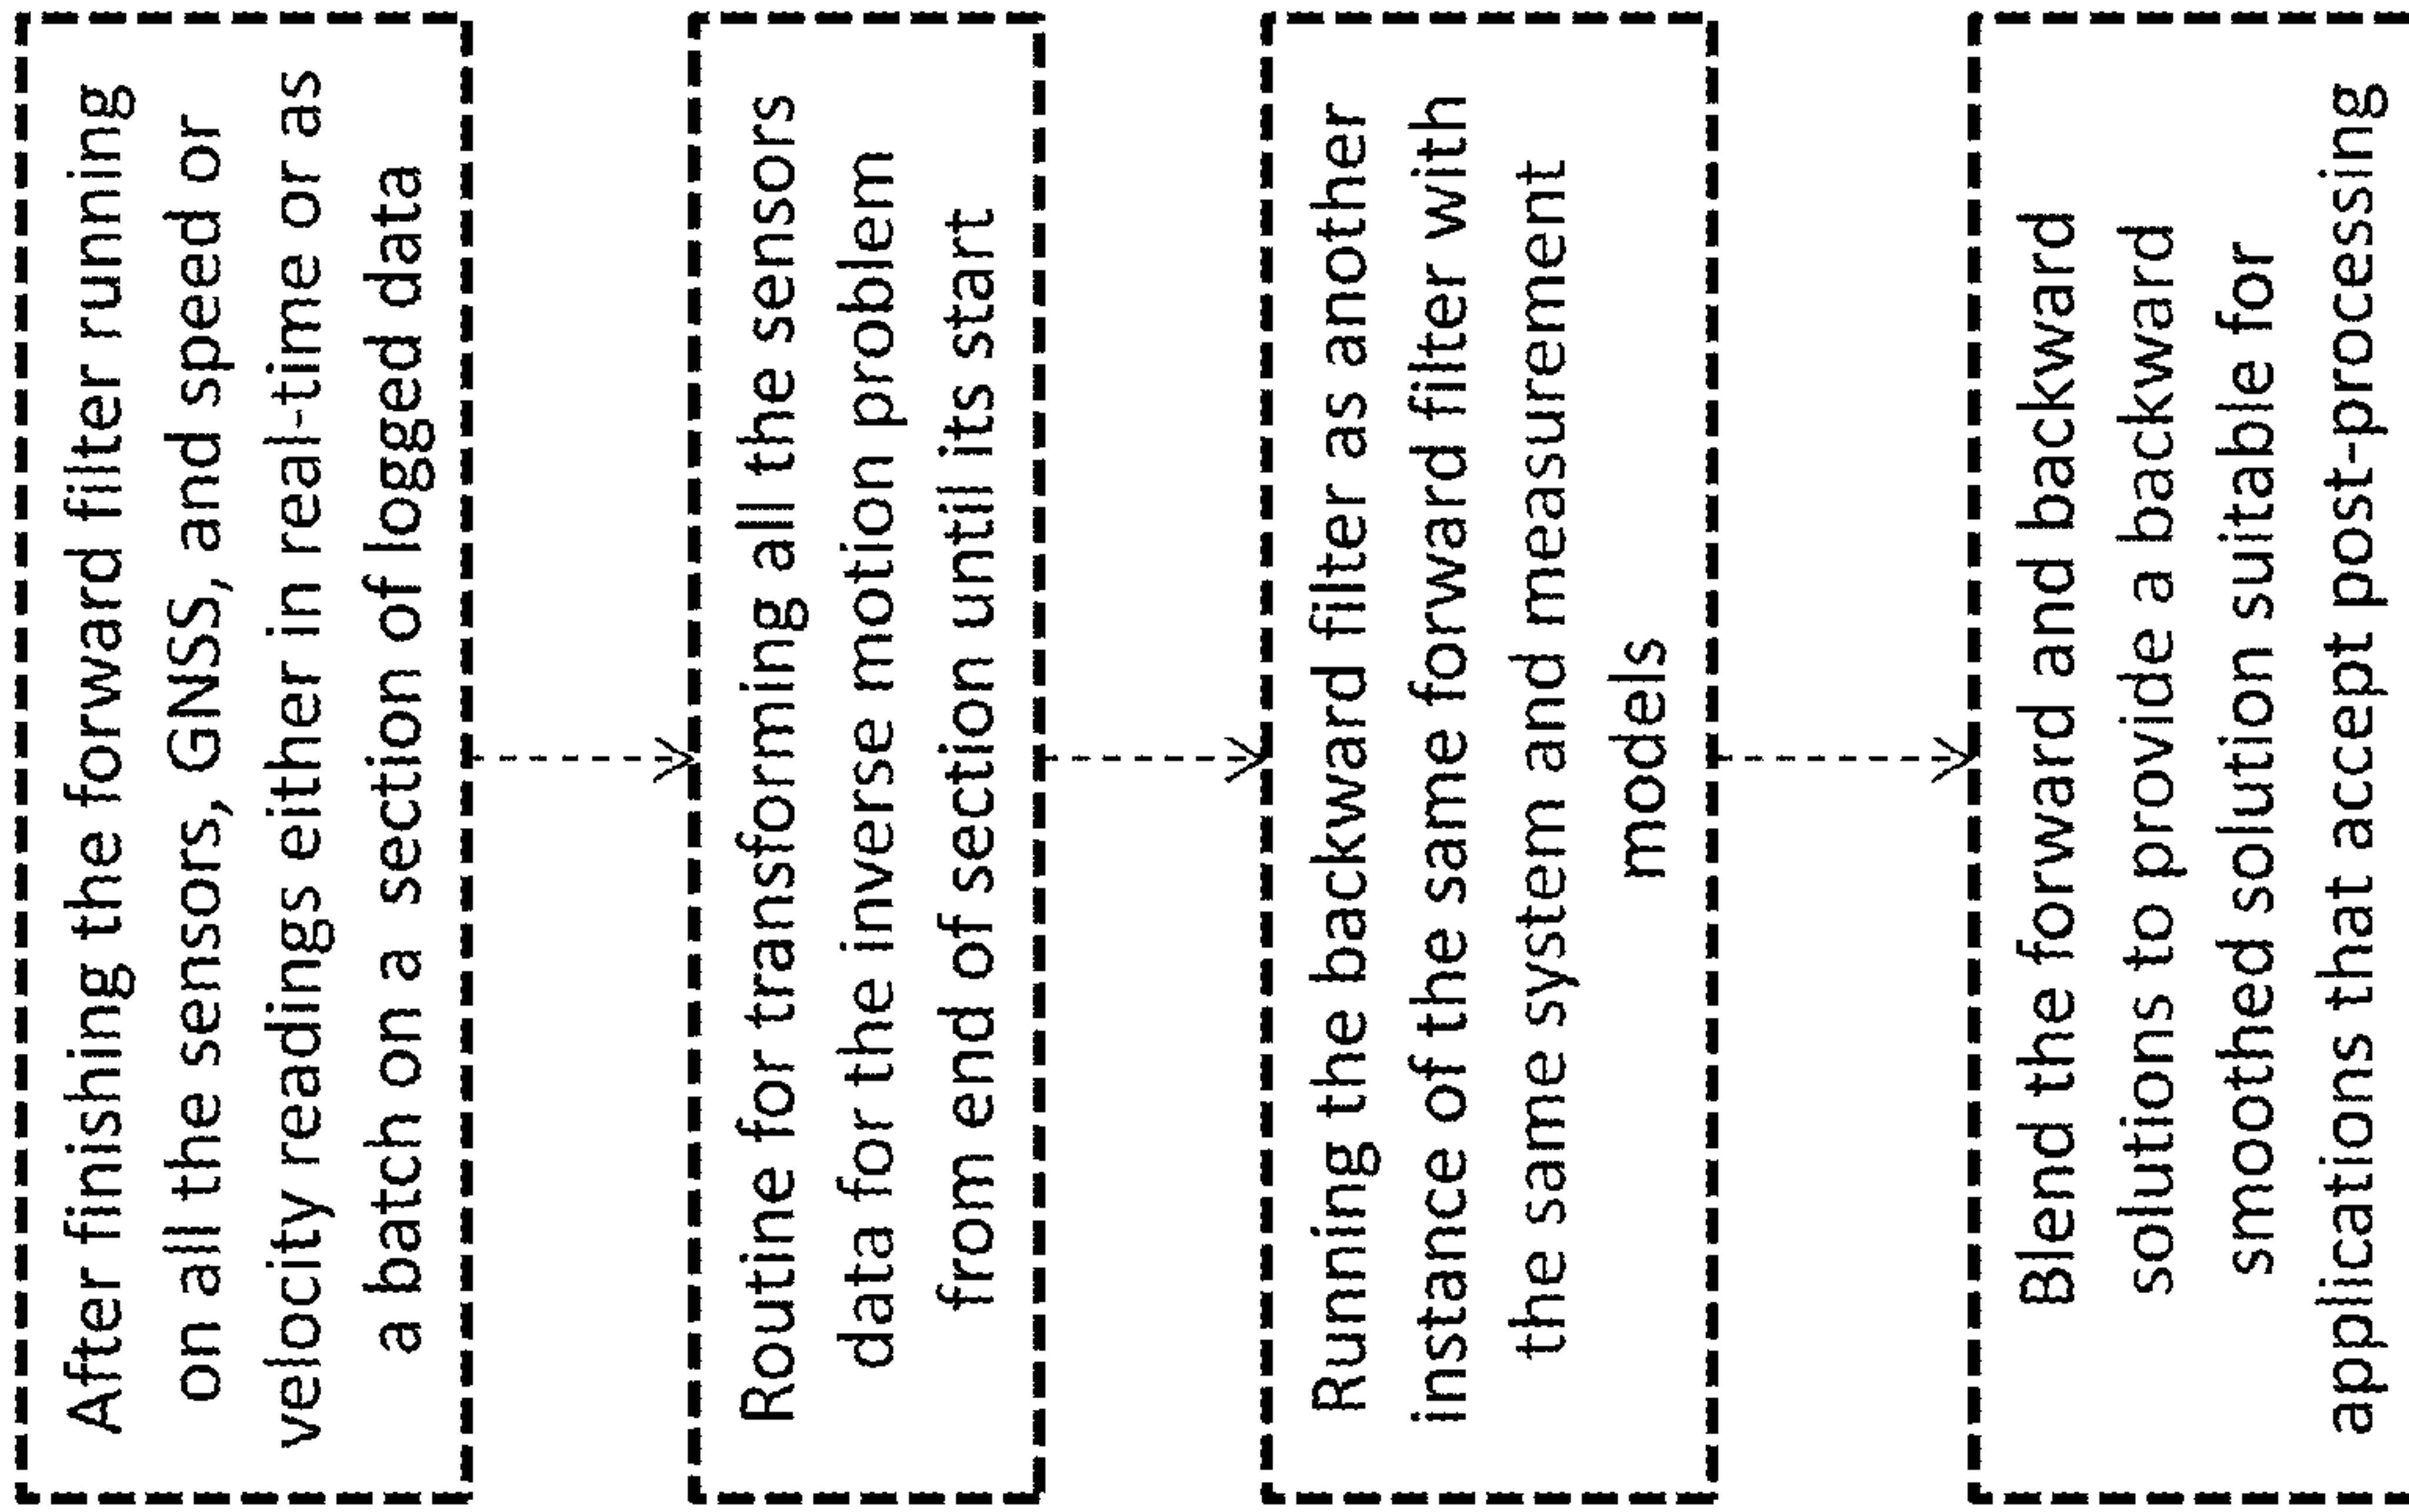 After finishing the forward filter running
on all the sensors, GNSS, and speed or
velocity readings either in real-time or as
a batch on a section of logged data
Routine for transforming all the sensors
data for the inverse motion problem
from end of section until its start
Running the backward filter as another
instance of the same forward filter with
the same system and measurement
models
Blend the forward and backward
solutions to provide a backward
smoothed solution suitable for
applications that accept post-processing